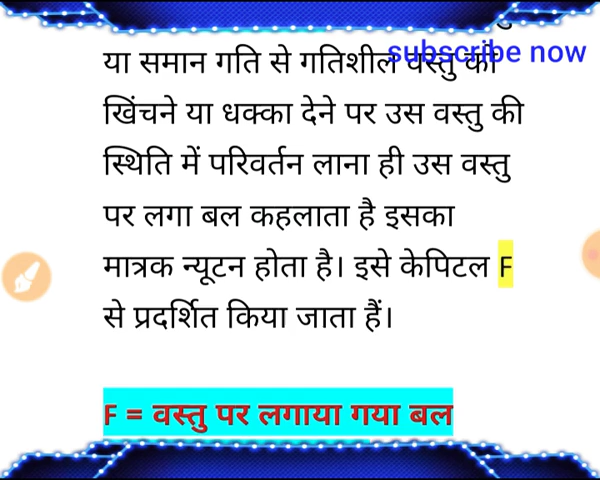 subscribe now
या समान गति से गतिशील वस्तु को
खिंचने या धक्का देने पर उस वस्तु की
स्थिति में परिवर्तन लाना ही उस वस्तु
पर लगा बल कहलाता है इसका
मात्रक न्यूटन होता है। इसे केपिटल F
से प्रदर्शित किया जाता हैं।
F = वस्तु पर लगाया गया बल